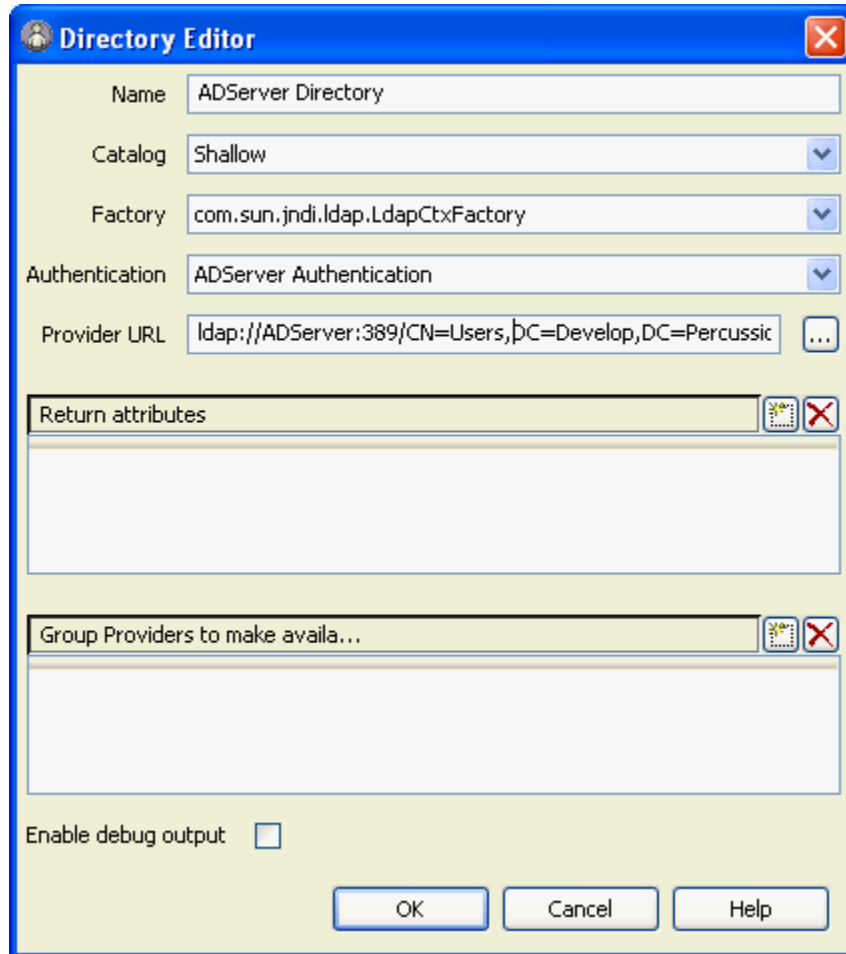 Directory Editor
Name ADServer Directory
Catalog Shallow
Factory com.sun.jndi.ldap.LdapCtxFactory
Authentication ADServer Authentication
Provider URL ldap://ADServer:389/CN=Users,DC=Develop,DC=Percussic ...
Return attributes
Group Providers to make availa...
Enable debug output
OK Cancel Help